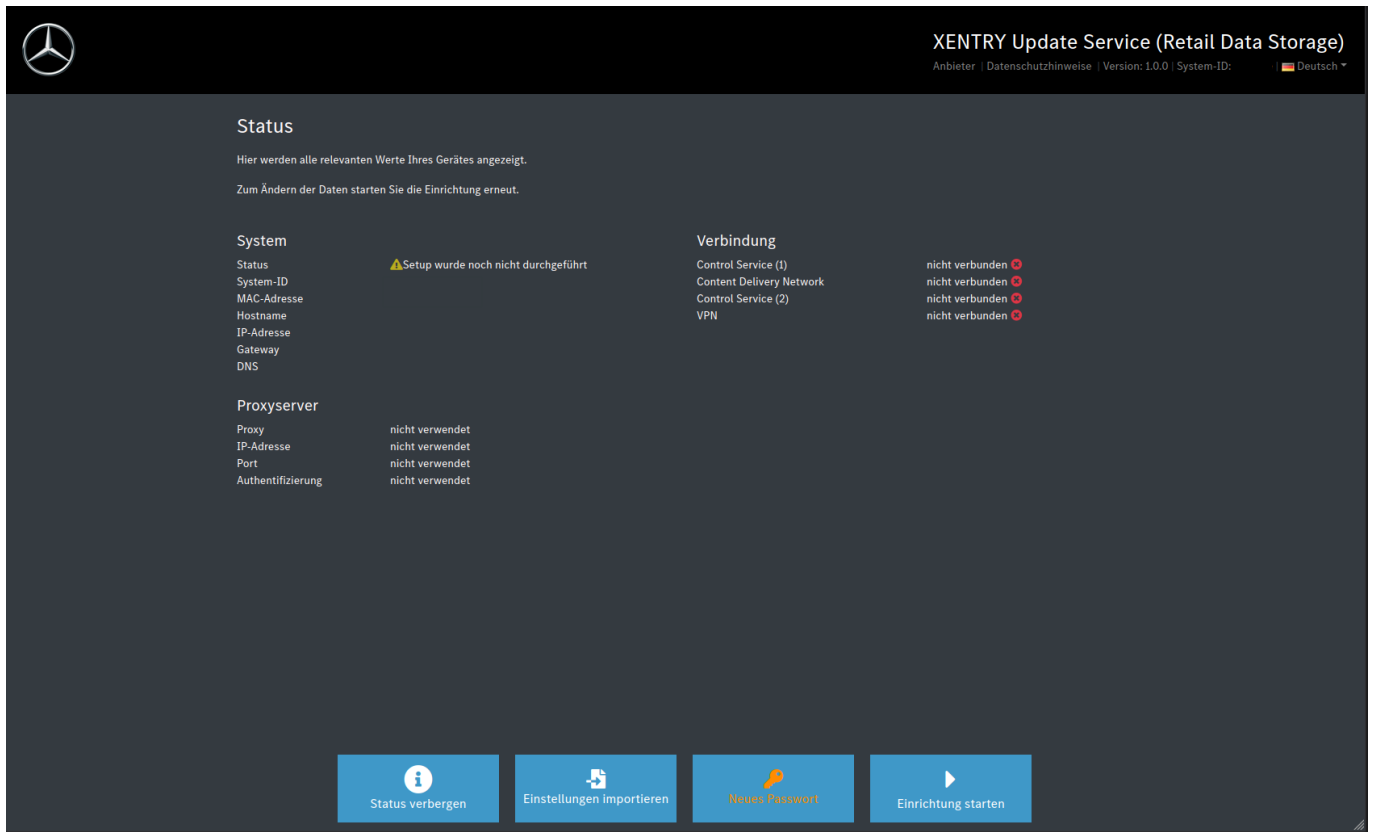 XENTRY Update Service (Retail Data Storage)
Anbieter | Datenschutzhinweise | Version: 1.0.0 | System-ID: | Deutsch
Status
Hier werden alle relevanten Werte Ihres Gerätes angezeigt.
Zum Ändern der Daten starten Sie die Einrichtung erneut.
System
Status Setup wurde noch nicht durchgeführt
System-ID
MAC-Adresse
Hostname
IP-Adresse
Gateway
DNS
Verbindung
Control Service (1) nicht verbunden
Content Delivery Network nicht verbunden
Control Service (2) nicht verbunden
VPN nicht verbunden
Proxyserver
Proxy nicht verwendet
IP-Adresse nicht verwendet
Port nicht verwendet
Authentifizierung nicht verwendet
Status verbergen
Einstellungen importieren
Neues Passwort
Einrichtung starten